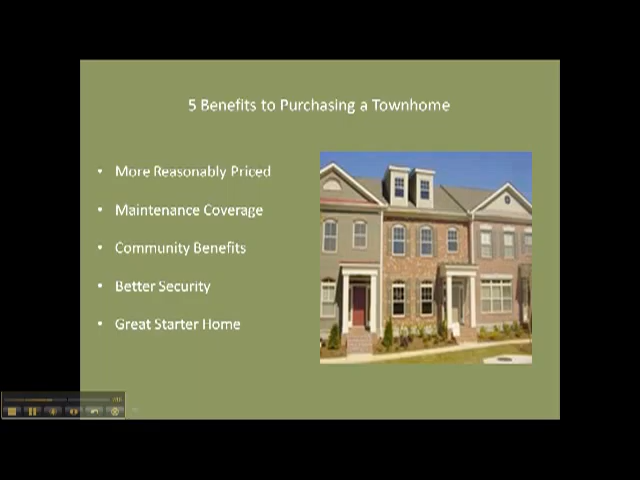 5 Benefits to Purchasing a Townhome
• More Reasonably Priced
• Maintenance Coverage
• Community Benefits
• Better Security
• Great Starter Home